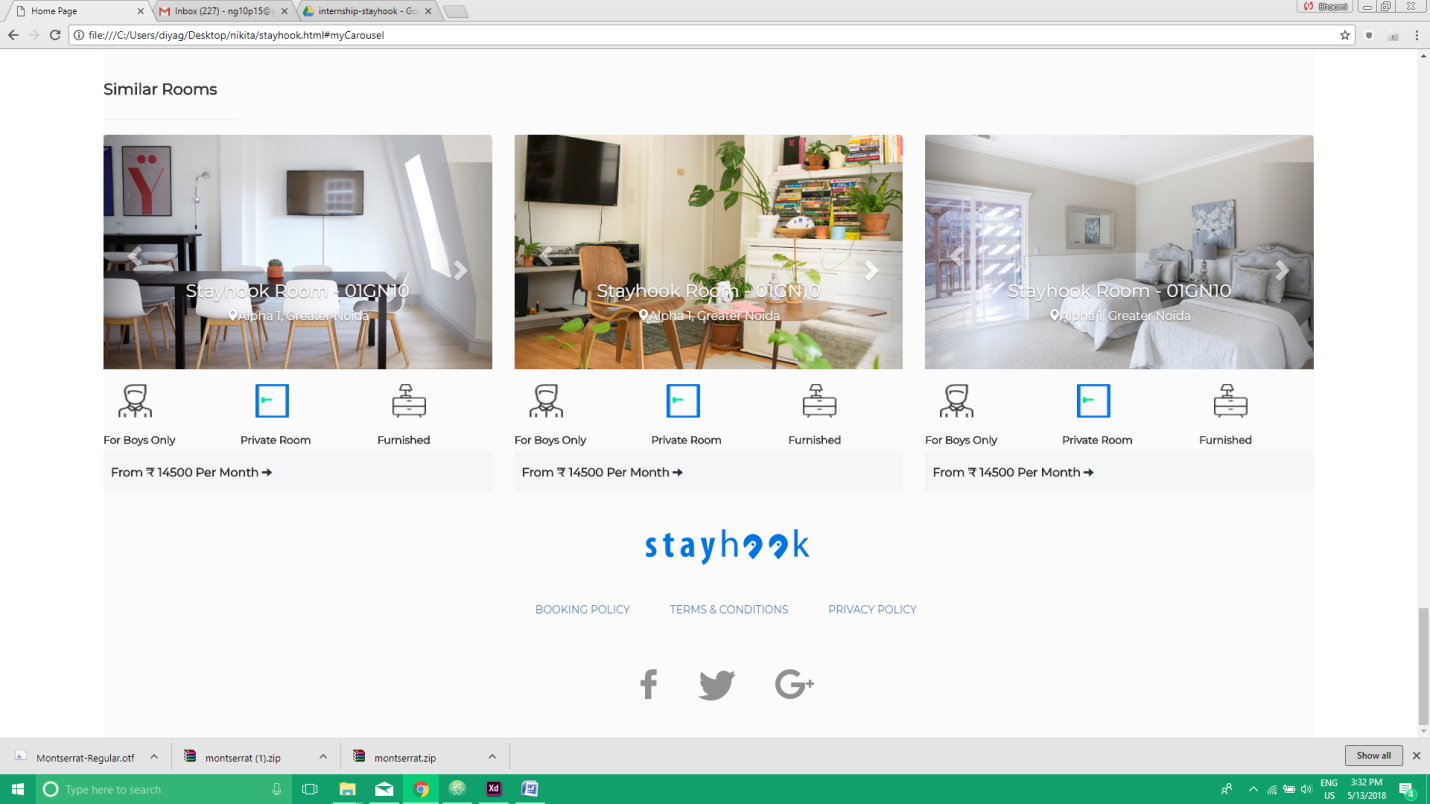 Home Page
Inbox (227) - ng10p15@g
internship-stayhook - Go
Bhoomi
file:///C:/Users/diyag/Desktop/nikita/stayhook.html#myCarousel
Similar Rooms
Stayhook Room - 01GN10
Alpha 1, Greater Noida
Stayhook Room - 01GN10
Alpha 1, Greater Noida
Stayhook Room - 01GN10
Alpha 1, Greater Noida
For Boys Only Private Room Furnished
For Boys Only Private Room Furnished
For Boys Only Private Room Furnished
From ₹ 14500 Per Month
From ₹ 14500 Per Month
From ₹ 14500 Per Month
stayhook
BOOKING POLICY TERMS & CONDITIONS PRIVACY POLICY
Montserrat-Regular.otf
montserrat (1).zip
montserrat.zip
Show all
Type here to search
Xd
ENG
US
3:32 PM
5/13/2018
4